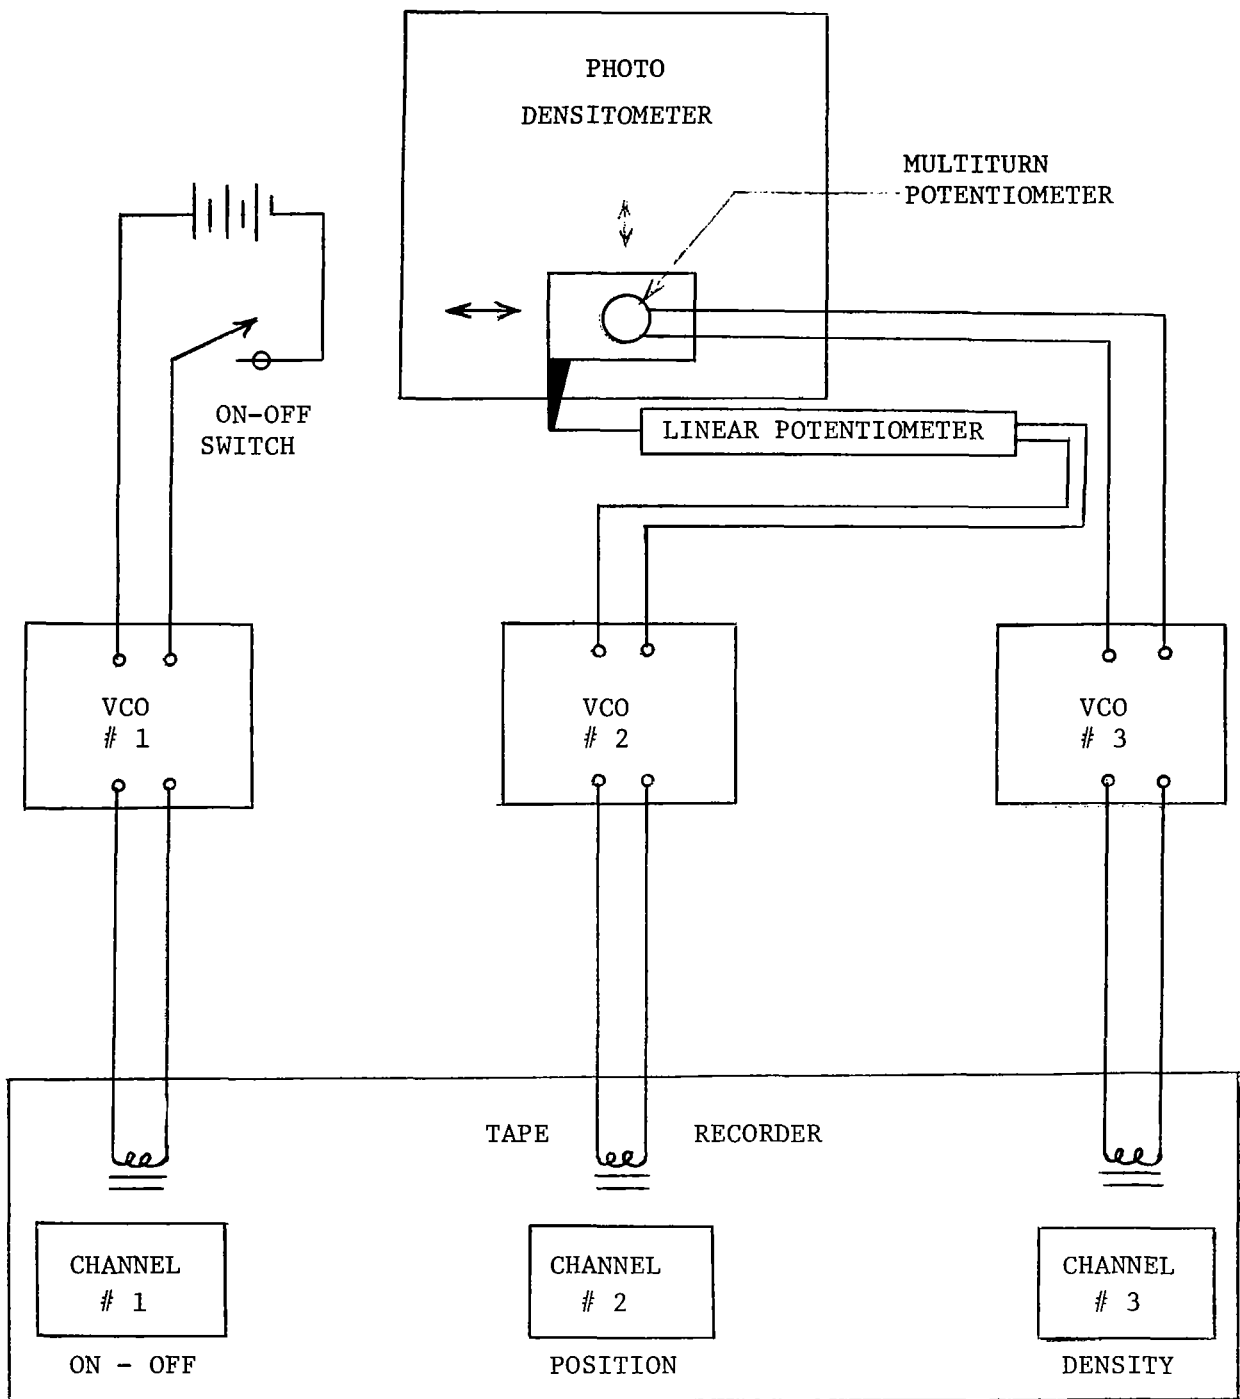 PHOTO
DENSITOMETER
MULTITURN
POTENTIOMETER
ON-OFF
SWITCH
LINEAR POTENTIOMETER
VCO
# 1
VCO
# 2
VCO
# 3
TAPE RECORDER
CHANNEL
# 1
CHANNEL
# 2
CHANNEL
# 3
ON - OFF
POSITION
DENSITY